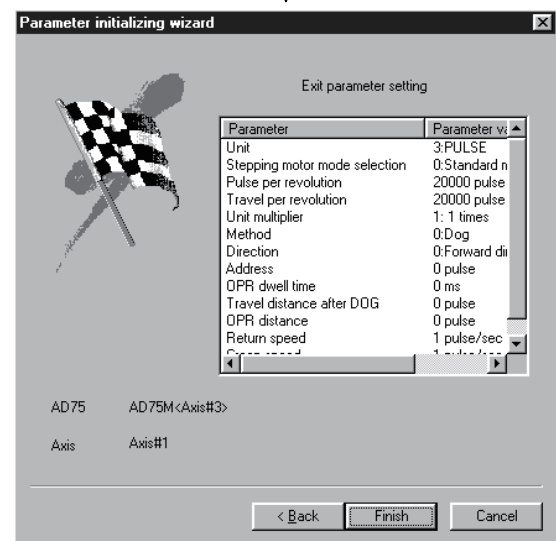 Parameter initializing wizard
Exit parameter setting
Parameter Parameter va
Unit 3:PULSE
Stepping motor mode selection 0:Standard n
Pulse per revolution 20000 pulse
Travel per revolution 20000 pulse
Unit multiplier 1: 1 times
Method 0:Dog
Direction 0:Forward dir
Address 0 pulse
OPR dwell time 0 ms
Travel distance after DOG 0 pulse
OPR distance 0 pulse
Return speed 1 pulse/sec
AD75 AD75M<Axis#3>
Axis Axis#1
< Back Finish Cancel